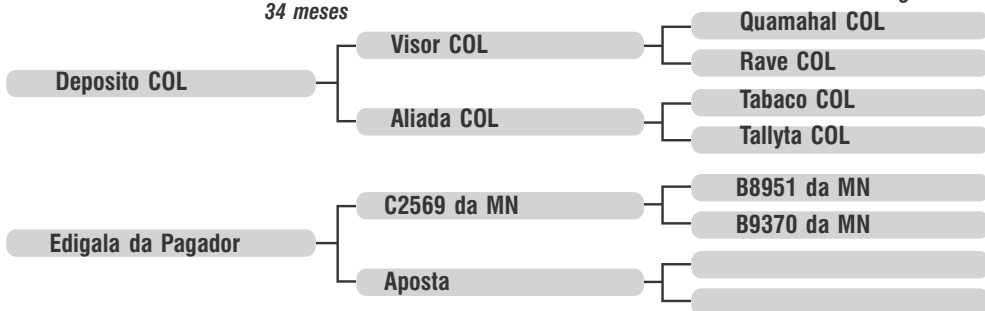 34 meses
Quamahal COL
Visor COL
Rave COL
Deposito COL
Tabaco COL
Aliada COL
Tallyta COL
B8951 da MN
C2569 da MN
B9370 da MN
Edigala da Pagador
Aposta